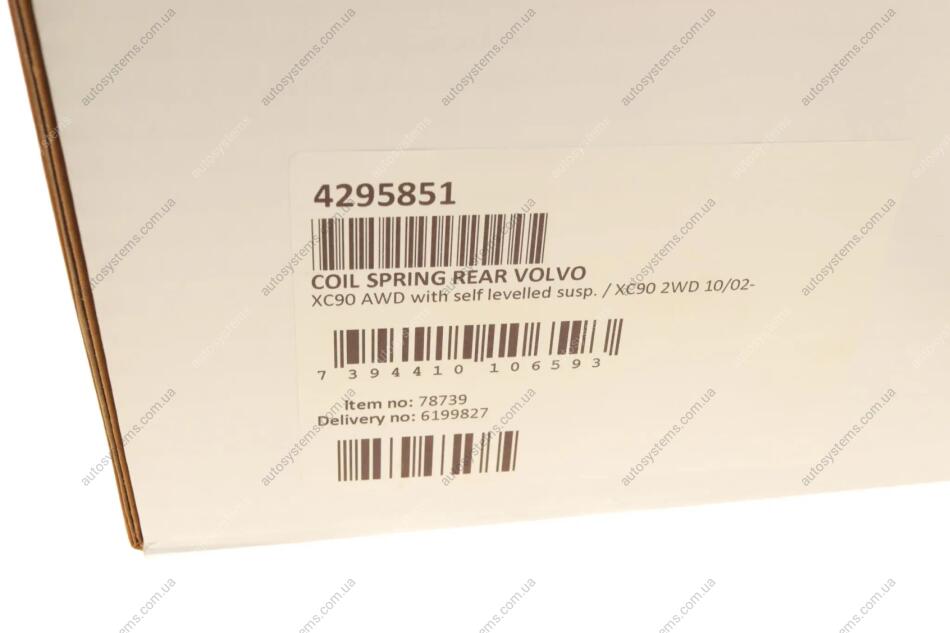 4295851
COIL SPRING REAR VOLVO
XC90 AWD with self levelled susp. / XC90 2WD 10/02-
7 394410 106593
Item no: 78739
Delivery no: 6199827
autosystems.com.ua